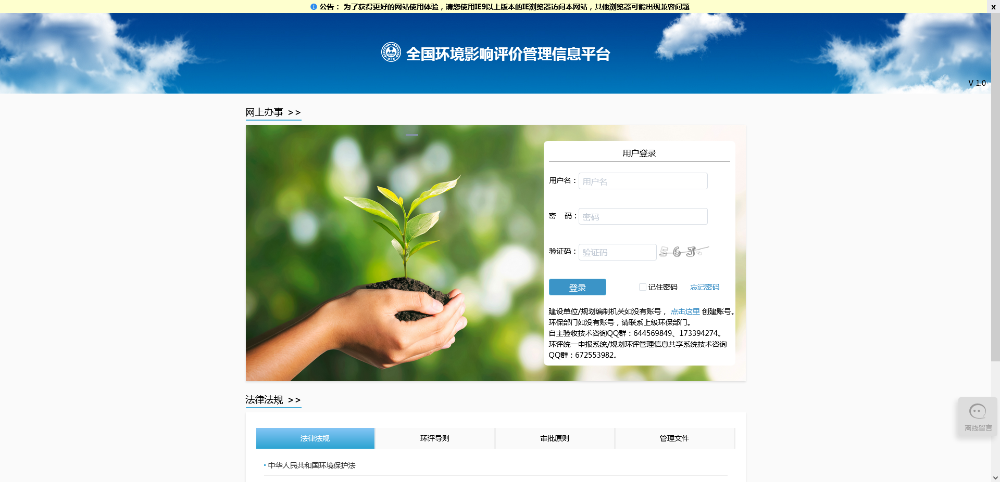 公告： 为了获得更好的网站使用体验，请您使用IE9以上版本的IE浏览器访问本网站，其他浏览器可能出现兼容问题
x
MEE
全国环境影响评价管理信息平台
V 1.0
网上办事 >>
用户登录
用户名： 用户名
密 码： 密码
验证码： 验证码 5 6 J
登录 记住密码 忘记密码
建设单位/规划编制机关如没有账号， 点击这里 创建账号。
环保部门如没有账号，请联系上级环保部门。
自主验收技术咨询QQ群：644569849、173394274。
环评统一申报系统/规划环评管理信息共享系统技术咨询
QQ群：672553982。
法律法规 >>
离线留言
法律法规 环评导则 审批原则 管理文件
中华人民共和国环境保护法